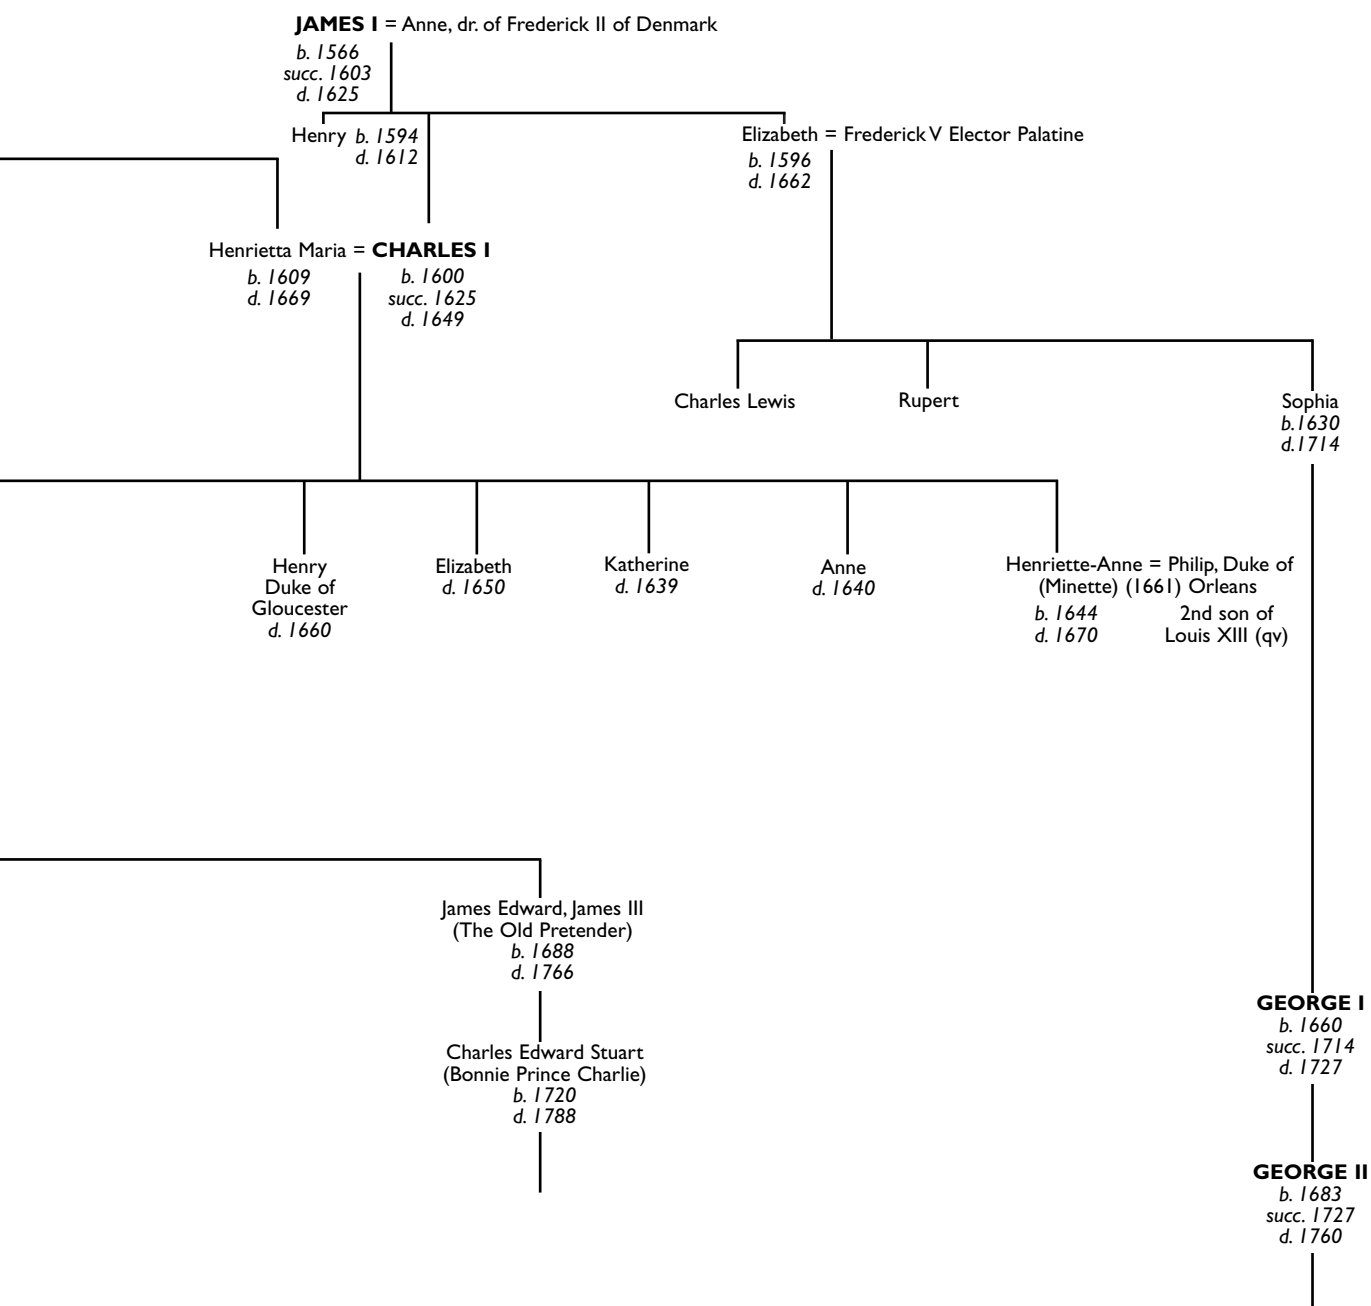 JAMES I = Anne, dr. of Frederick II of Denmark
b. 1566
succ. 1603
d. 1625
Henry b. 1594
d. 1612
Elizabeth = Frederick V Elector Palatine
b. 1596
d. 1662
Henrietta Maria = CHARLES I
b. 1609
d. 1669
b. 1600
succ. 1625
d. 1649
Charles Lewis
Rupert
Sophia
b.1630
d.1714
Henry
Duke of
Gloucester
d. 1660
Elizabeth
d. 1650
Katherine
d. 1639
Anne
d. 1640
Henriette-Anne = Philip, Duke of
(Minette) (1661) Orleans
b. 1644
d. 1670
2nd son of
Louis XIII (qv)
James Edward, James III
(The Old Pretender)
b. 1688
d. 1766
Charles Edward Stuart
(Bonnie Prince Charlie)
b. 1720
d. 1788
GEORGE I
b. 1660
succ. 1714
d. 1727
GEORGE II
b. 1683
succ. 1727
d. 1760